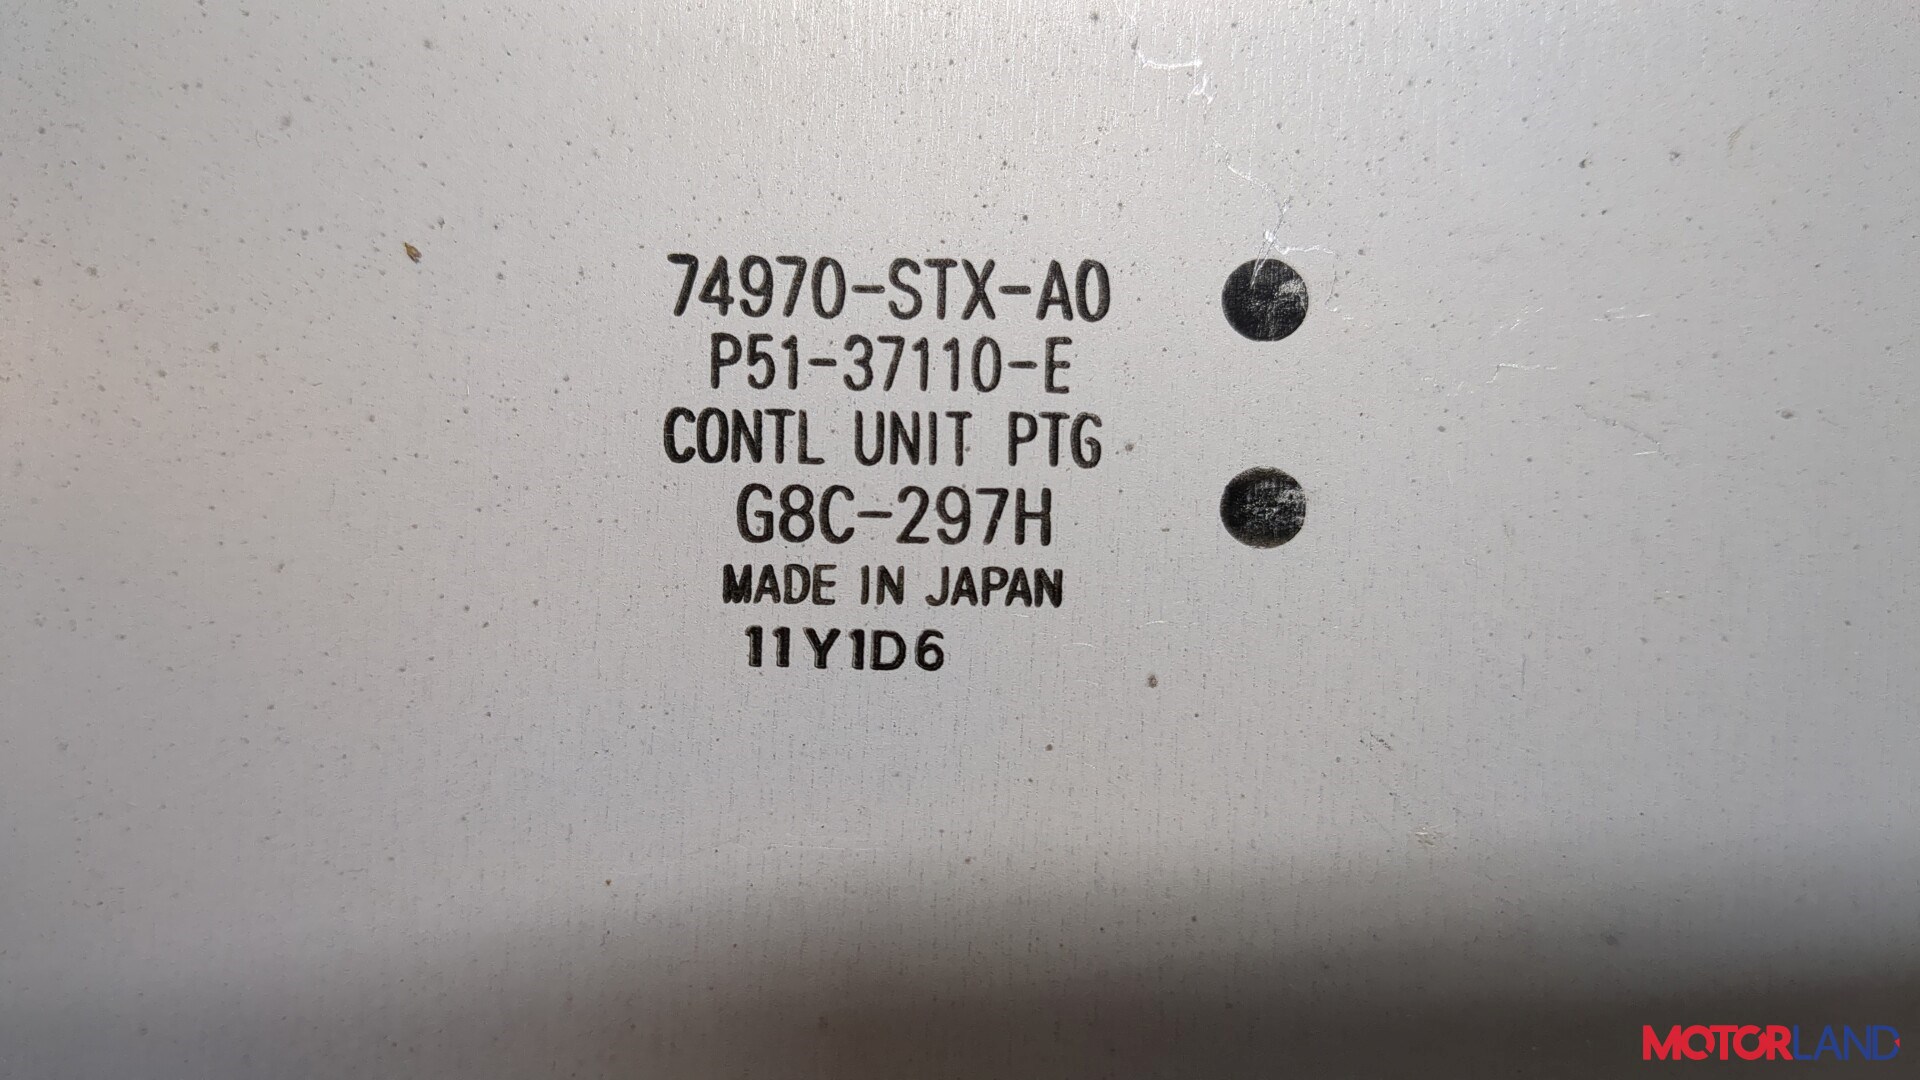 74970-STX-A0
P51-37110-E
CONTL UNIT PTG
G8C-297H
MADE IN JAPAN
11Y1D6
MOTORLAND